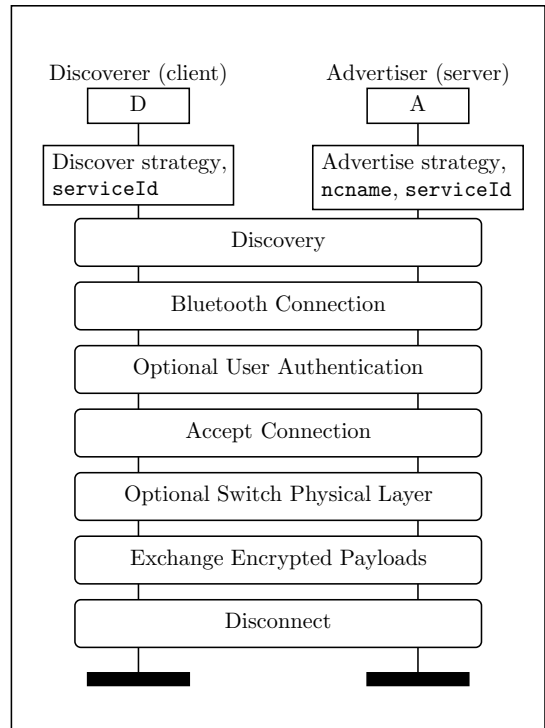 Discoverer (client)
Advertiser (server)
D
A
Discover strategy,
serviceId
Advertise strategy,
ncname, serviceId
Discovery
Bluetooth Connection
Optional User Authentication
Accept Connection
Optional Switch Physical Layer
Exchange Encrypted Payloads
Disconnect